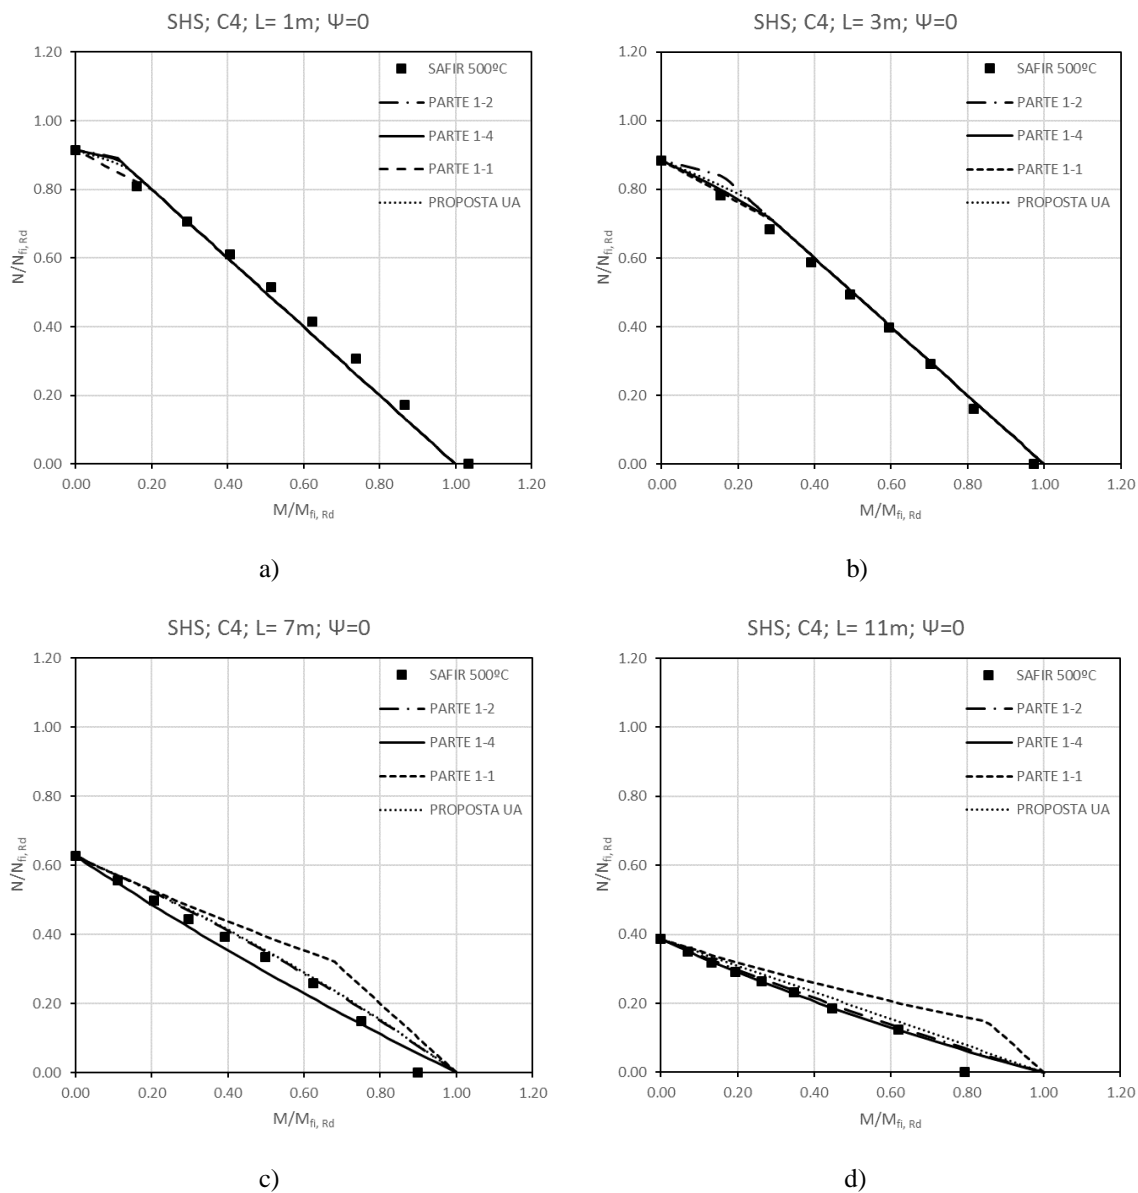 SHS; C4; L= 1m; Ψ=0
1.20
1.00
0.80
0.60
0.40
0.20
0.00
N/Nfi,Rd
0.00 0.20 0.40 0.60 0.80 1.00 1.20
M/Mfi, Rd
SAFIR 500ºC
PARTE 1-2
PARTE 1-4
PARTE 1-1
PROPOSTA UA
a)
SHS; C4; L= 3m; Ψ=0
1.20
1.00
0.80
0.60
0.40
0.20
0.00
N/Nfi,Rd
0.00 0.20 0.40 0.60 0.80 1.00 1.20
M/Mfi, Rd
SAFIR 500ºC
PARTE 1-2
PARTE 1-4
PARTE 1-1
PROPOSTA UA
b)
SHS; C4; L= 7m; Ψ=0
1.20
1.00
0.80
0.60
0.40
0.20
0.00
N/Nfi,Rd
0.00 0.20 0.40 0.60 0.80 1.00 1.20
M/Mfi, Rd
SAFIR 500ºC
PARTE 1-2
PARTE 1-4
PARTE 1-1
PROPOSTA UA
c)
SHS; C4; L= 11m; Ψ=0
1.20
1.00
0.80
0.60
0.40
0.20
0.00
N/Nfi,Rd
0.00 0.20 0.40 0.60 0.80 1.00 1.20
M/Mfi, Rd
SAFIR 500ºC
PARTE 1-2
PARTE 1-4
PARTE 1-1
PROPOSTA UA
d)